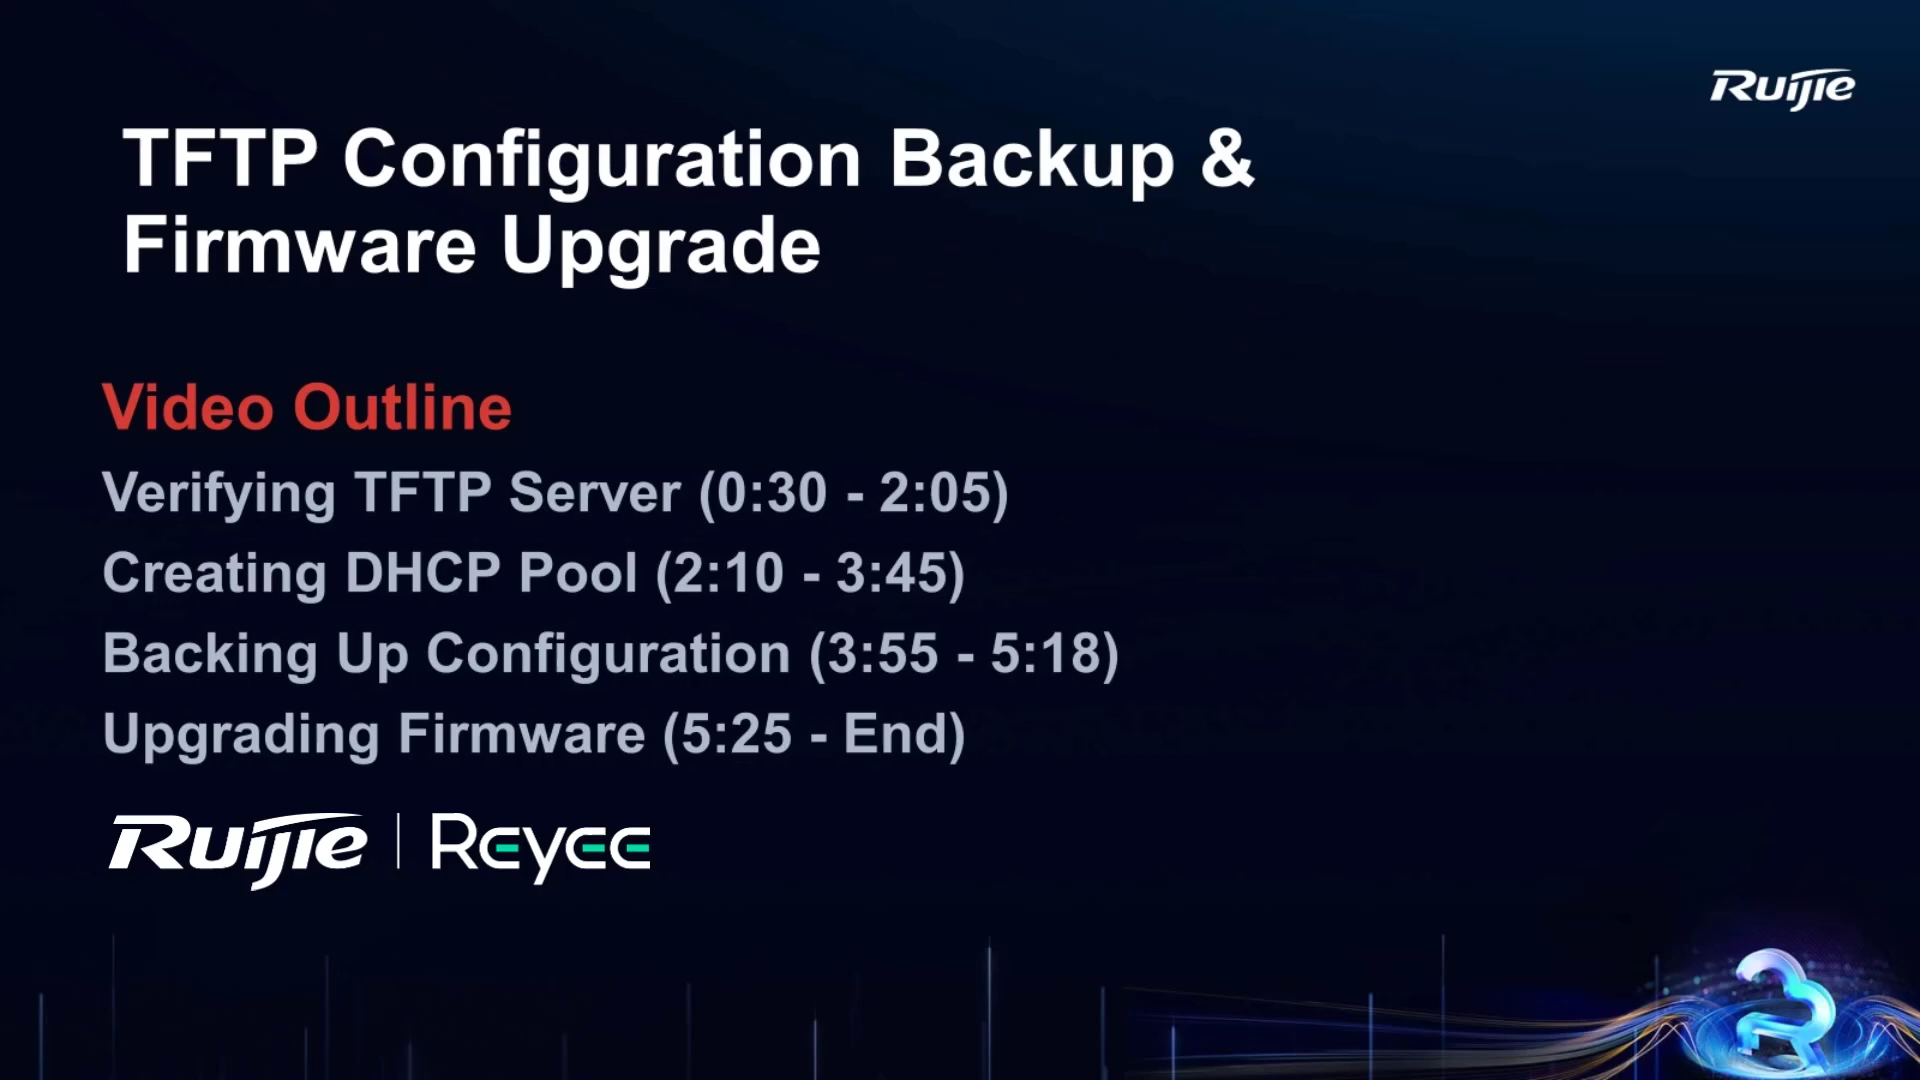 Ruijie
TFTP Configuration Backup &
Firmware Upgrade
Video Outline
Verifying TFTP Server (0:30 - 2:05)
Creating DHCP Pool (2:10 - 3:45)
Backing Up Configuration (3:55 - 5:18)
Upgrading Firmware (5:25 - End)
Ruijie | Reyee